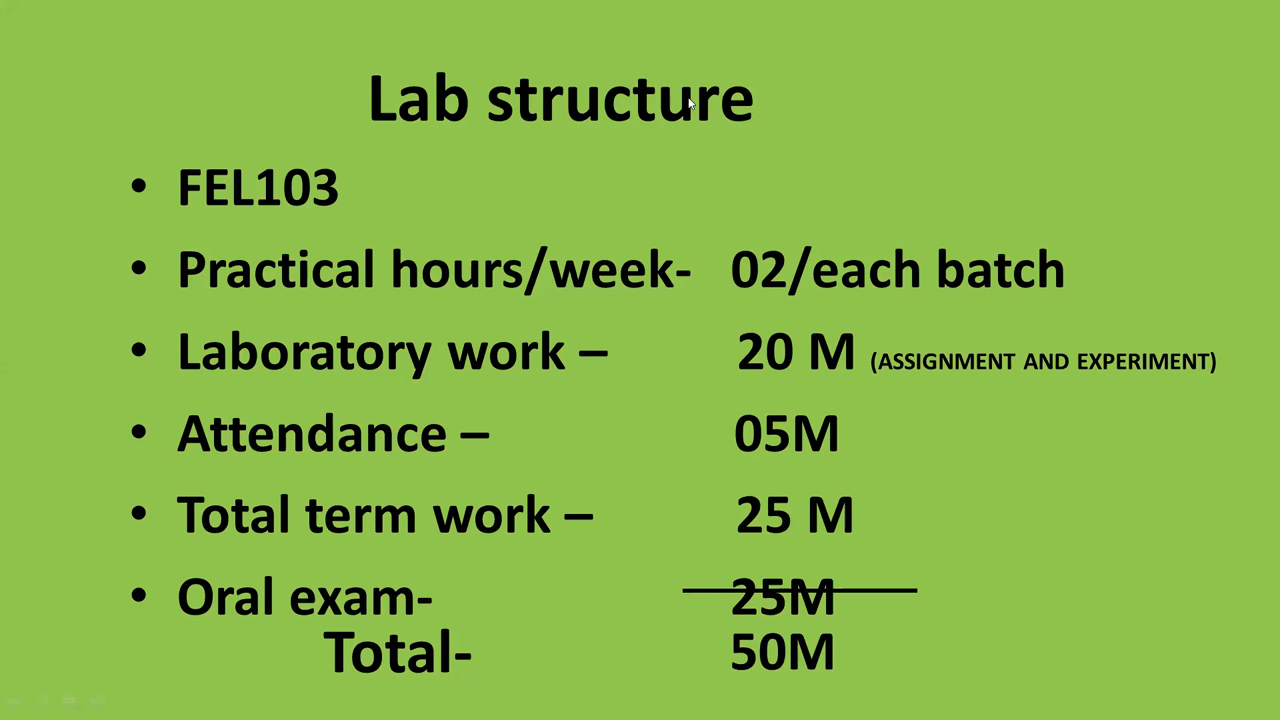 Lab structure
• FEL103
• Practical hours/week- 02/each batch
• Laboratory work – 20 M (ASSIGNMENT AND EXPERIMENT)
• Attendance – 05M
• Total term work – 25 M
• Oral exam- 25M
Total- 50M